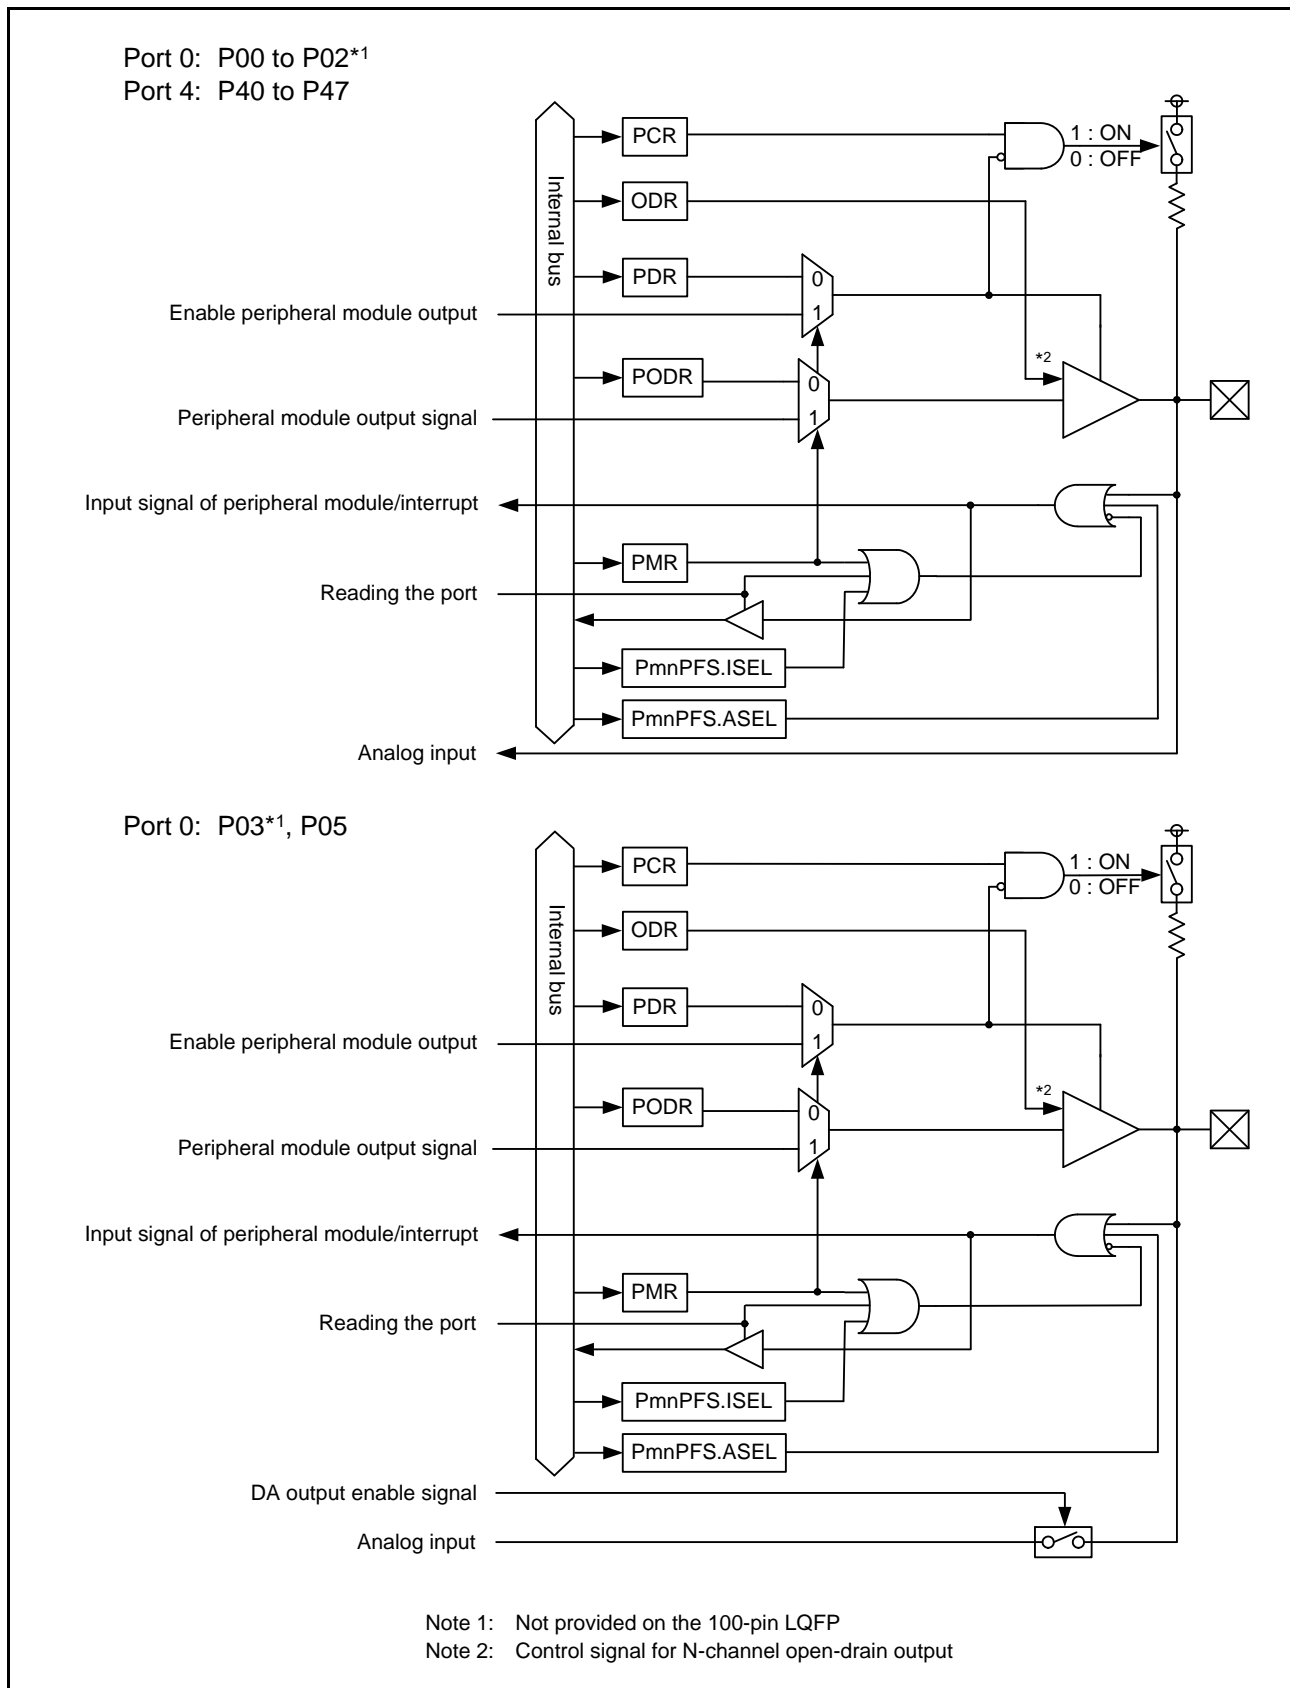 Port 0: P00 to P02*1
Port 4: P40 to P47
Internal bus
PCR
1 : ON
0 : OFF
ODR
PDR
0
1
Enable peripheral module output
*2
PODR
0
1
Peripheral module output signal
Input signal of peripheral module/interrupt
PMR
Reading the port
PmnPFS.ISEL
PmnPFS.ASEL
Analog input
Port 0: P03*1, P05
Internal bus
PCR
1 : ON
0 : OFF
ODR
PDR
0
1
Enable peripheral module output
*2
PODR
0
1
Peripheral module output signal
Input signal of peripheral module/interrupt
PMR
Reading the port
PmnPFS.ISEL
PmnPFS.ASEL
DA output enable signal
Analog input
Note 1: Not provided on the 100-pin LQFP
Note 2: Control signal for N-channel open-drain output